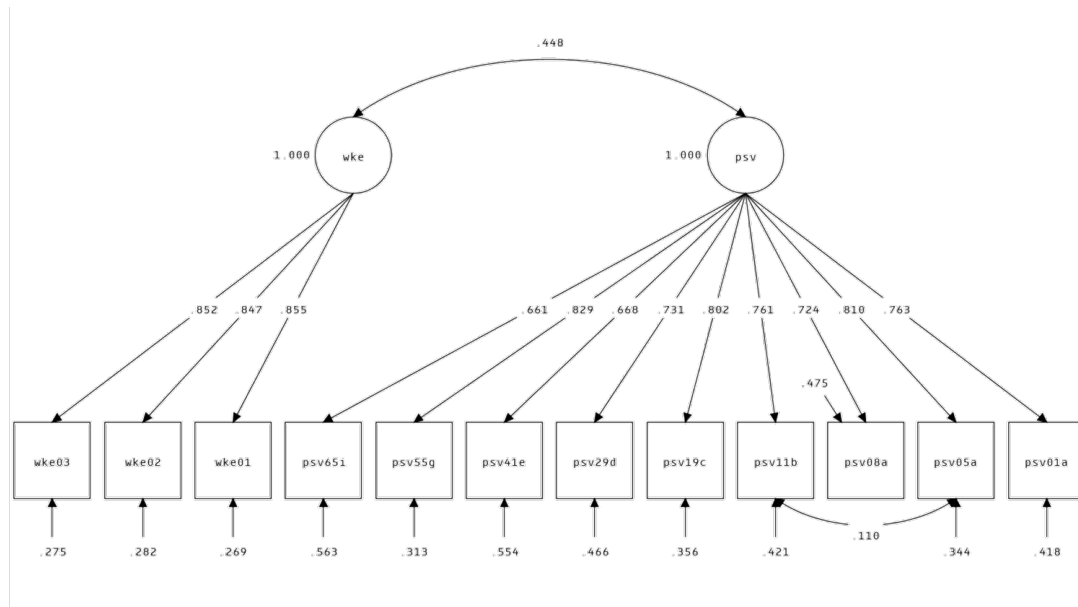 .448
1.000 wke 1.000 psv
.852 .847 .855 .661 .829 .668 .731 .802 .761 .724 .810 .763
.475
wke03 wke02 wke01 psv65i psv55g psv41e psv29d psv19c psv11b psv08a psv05a psv01a
.110
.275 .282 .269 .563 .313 .554 .466 .356 .421 .344 .418